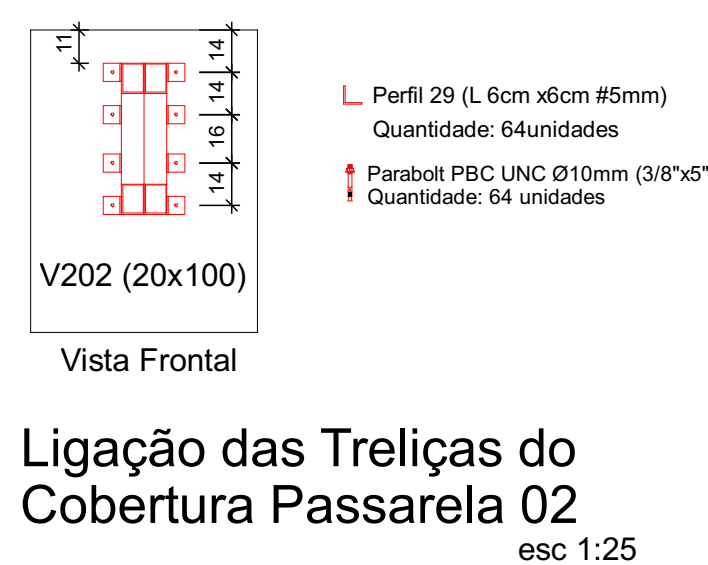 11
14
14
16
14
V202 (20x100)
Vista Frontal
Perfil 29 (L 6cm x6cm #5mm)
Quantidade: 64unidades
Parabolt PBC UNC Ø10mm (3/8"x5"
Quantidade: 64 unidades
Ligação das Treliças do
Cobertura Passarela 02
esc 1:25